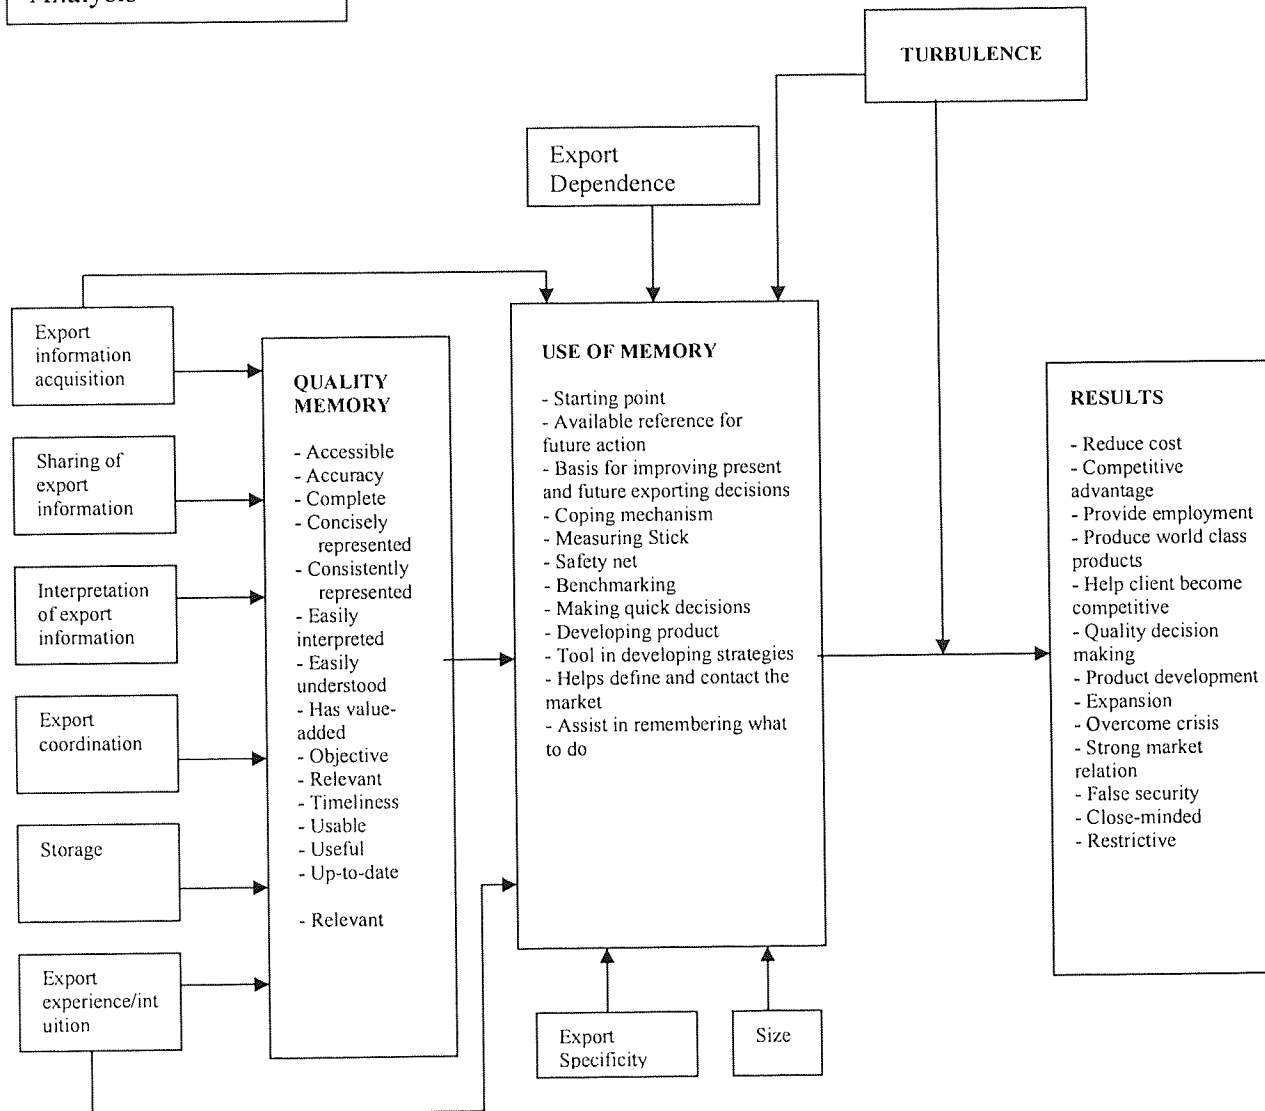 Analysis
TURBULENCE
Export
Dependence
Export
information
acquisition
Sharing of
export
information
Interpretation
of export
information
Export
coordination
Storage
Export
experience/int
uition
QUALITY
MEMORY
- Accessible
- Accuracy
- Complete
- Concisely
represented
- Consistently
represented
- Easily
interpreted
- Easily
understood
- Has value-
added
- Objective
- Relevant
- Timeliness
- Usable
- Useful
- Up-to-date
- Relevant
USE OF MEMORY
- Starting point
- Available reference for
future action
- Basis for improving present
and future exporting decisions
- Coping mechanism
- Measuring Stick
- Safety net
- Benchmarking
- Making quick decisions
- Developing product
- Tool in developing strategies
- Helps define and contact the
market
- Assist in remembering what
to do
Export
Specificity
Size
RESULTS
- Reduce cost
- Competitive
advantage
- Provide employment
- Produce world class
products
- Help client become
competitive
- Quality decision
making
- Product development
- Expansion
- Overcome crisis
- Strong market
relation
- False security
- Close-minded
- Restrictive